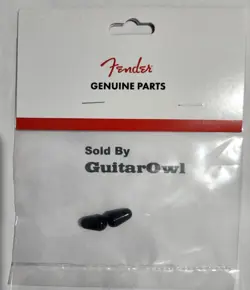 Fender
GENUINE PARTS
Sold By
GuitarOwl